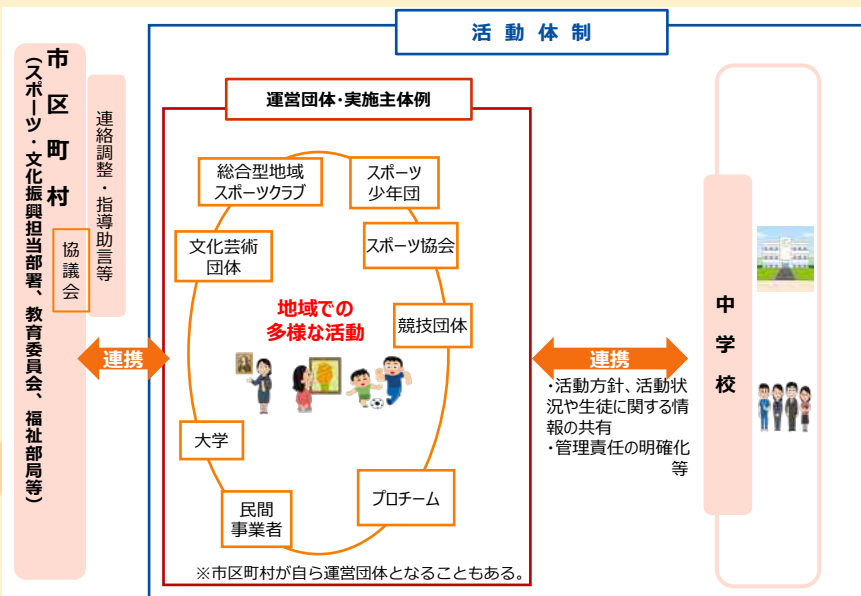 活動体制
市区町村
（スポーツ・文化振興担当部署、教育委員会、福祉部局等）
協議会
連絡調整・指導助言等
連携
運営団体・実施主体例
総合型地域
スポーツクラブ
スポーツ
少年団
文化芸術
団体
スポーツ協会
地域での
多様な活動
競技団体
大学
民間
事業者
プロチーム
※市区町村が自ら運営団体となることもある。
連携
・活動方針、活動状
況や生徒に関する情
報の共有
・管理責任の明確化
等
中学校